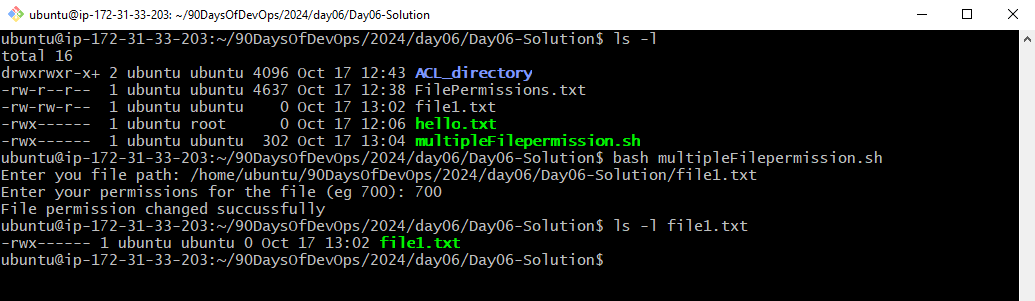 ubuntu@ip-172-31-33-203: ~/90DaysOfDevOps/2024/day06/Day06-Solution
ubuntu@ip-172-31-33-203:~/90DaysOfDevOps/2024/day06/Day06-Solution$ ls -l
total 16
drwxrwxr-x+ 2 ubuntu ubuntu 4096 Oct 17 12:43 ACL_directory
-rw-r--r--  1 ubuntu ubuntu 4637 Oct 17 12:38 FilePermissions.txt
-rw-rw-r--  1 ubuntu ubuntu    0 Oct 17 13:02 file1.txt
-rwx------  1 ubuntu root      0 Oct 17 12:06 hello.txt
-rwx------  1 ubuntu ubuntu  302 Oct 17 13:04 multipleFilepermission.sh
ubuntu@ip-172-31-33-203:~/90DaysOfDevOps/2024/day06/Day06-Solution$ bash multipleFilepermission.sh
Enter you file path: /home/ubuntu/90DaysOfDevOps/2024/day06/Day06-Solution/file1.txt
Enter your permissions for the file (eg 700): 700
File permission changed succussfully
ubuntu@ip-172-31-33-203:~/90DaysOfDevOps/2024/day06/Day06-Solution$ ls -l file1.txt
-rwx------ 1 ubuntu ubuntu 0 Oct 17 13:02 file1.txt
ubuntu@ip-172-31-33-203:~/90DaysOfDevOps/2024/day06/Day06-Solution$